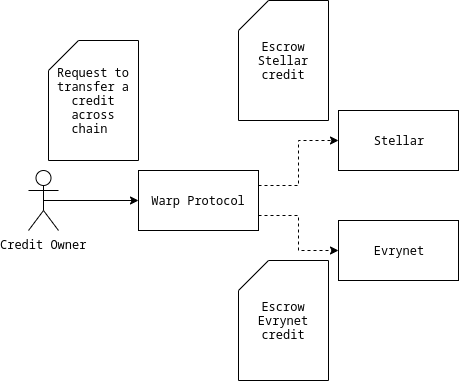 Escrow
Stellar
credit
Request to
transfer a
credit
across
chain
Stellar
Warp Protocol
Credit Owner
Evrynet
Escrow
Evrynet
credit